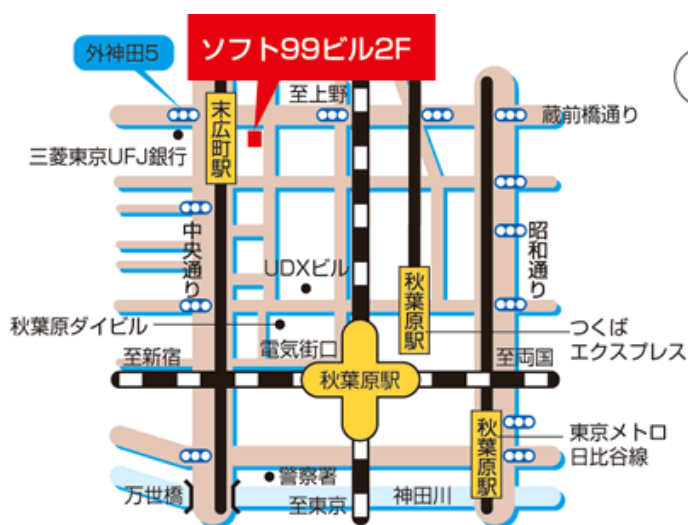 外神田5
ソフト99ビル2F
至上野
蔵前橋通り
末広町駅
三菱東京UFJ銀行
中央通り
昭和通り
UDXビル
秋葉原駅
秋葉原ダイビル
つくば
エクスプレス
電気街口
至新宿
秋葉原駅
至両国
秋葉原駅
東京メトロ
日比谷線
警察署
万世橋
至東京
神田川